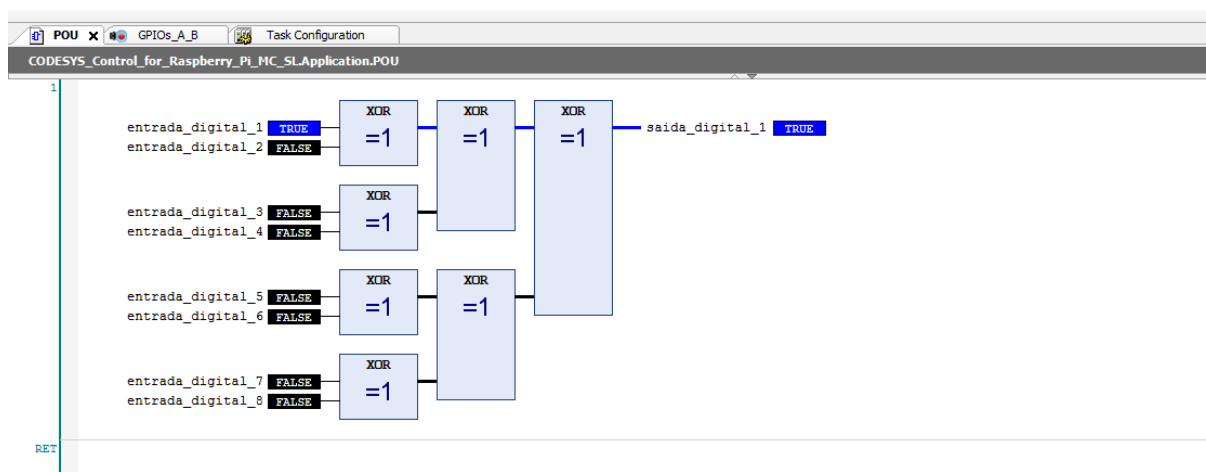 POU X GPIOs_A_B Task Configuration
CODESYS_Control_for_Raspberry_Pi_MC_SL.Application.POU
1
XOR XOR XOR
entrada_digital_1 TRUE =1 =1 =1 saida_digital_1 TRUE
entrada_digital_2 FALSE
XOR
entrada_digital_3 FALSE =1
entrada_digital_4 FALSE
XOR XOR
entrada_digital_5 FALSE =1 =1
entrada_digital_6 FALSE
XOR
entrada_digital_7 FALSE =1
entrada_digital_8 FALSE
RET